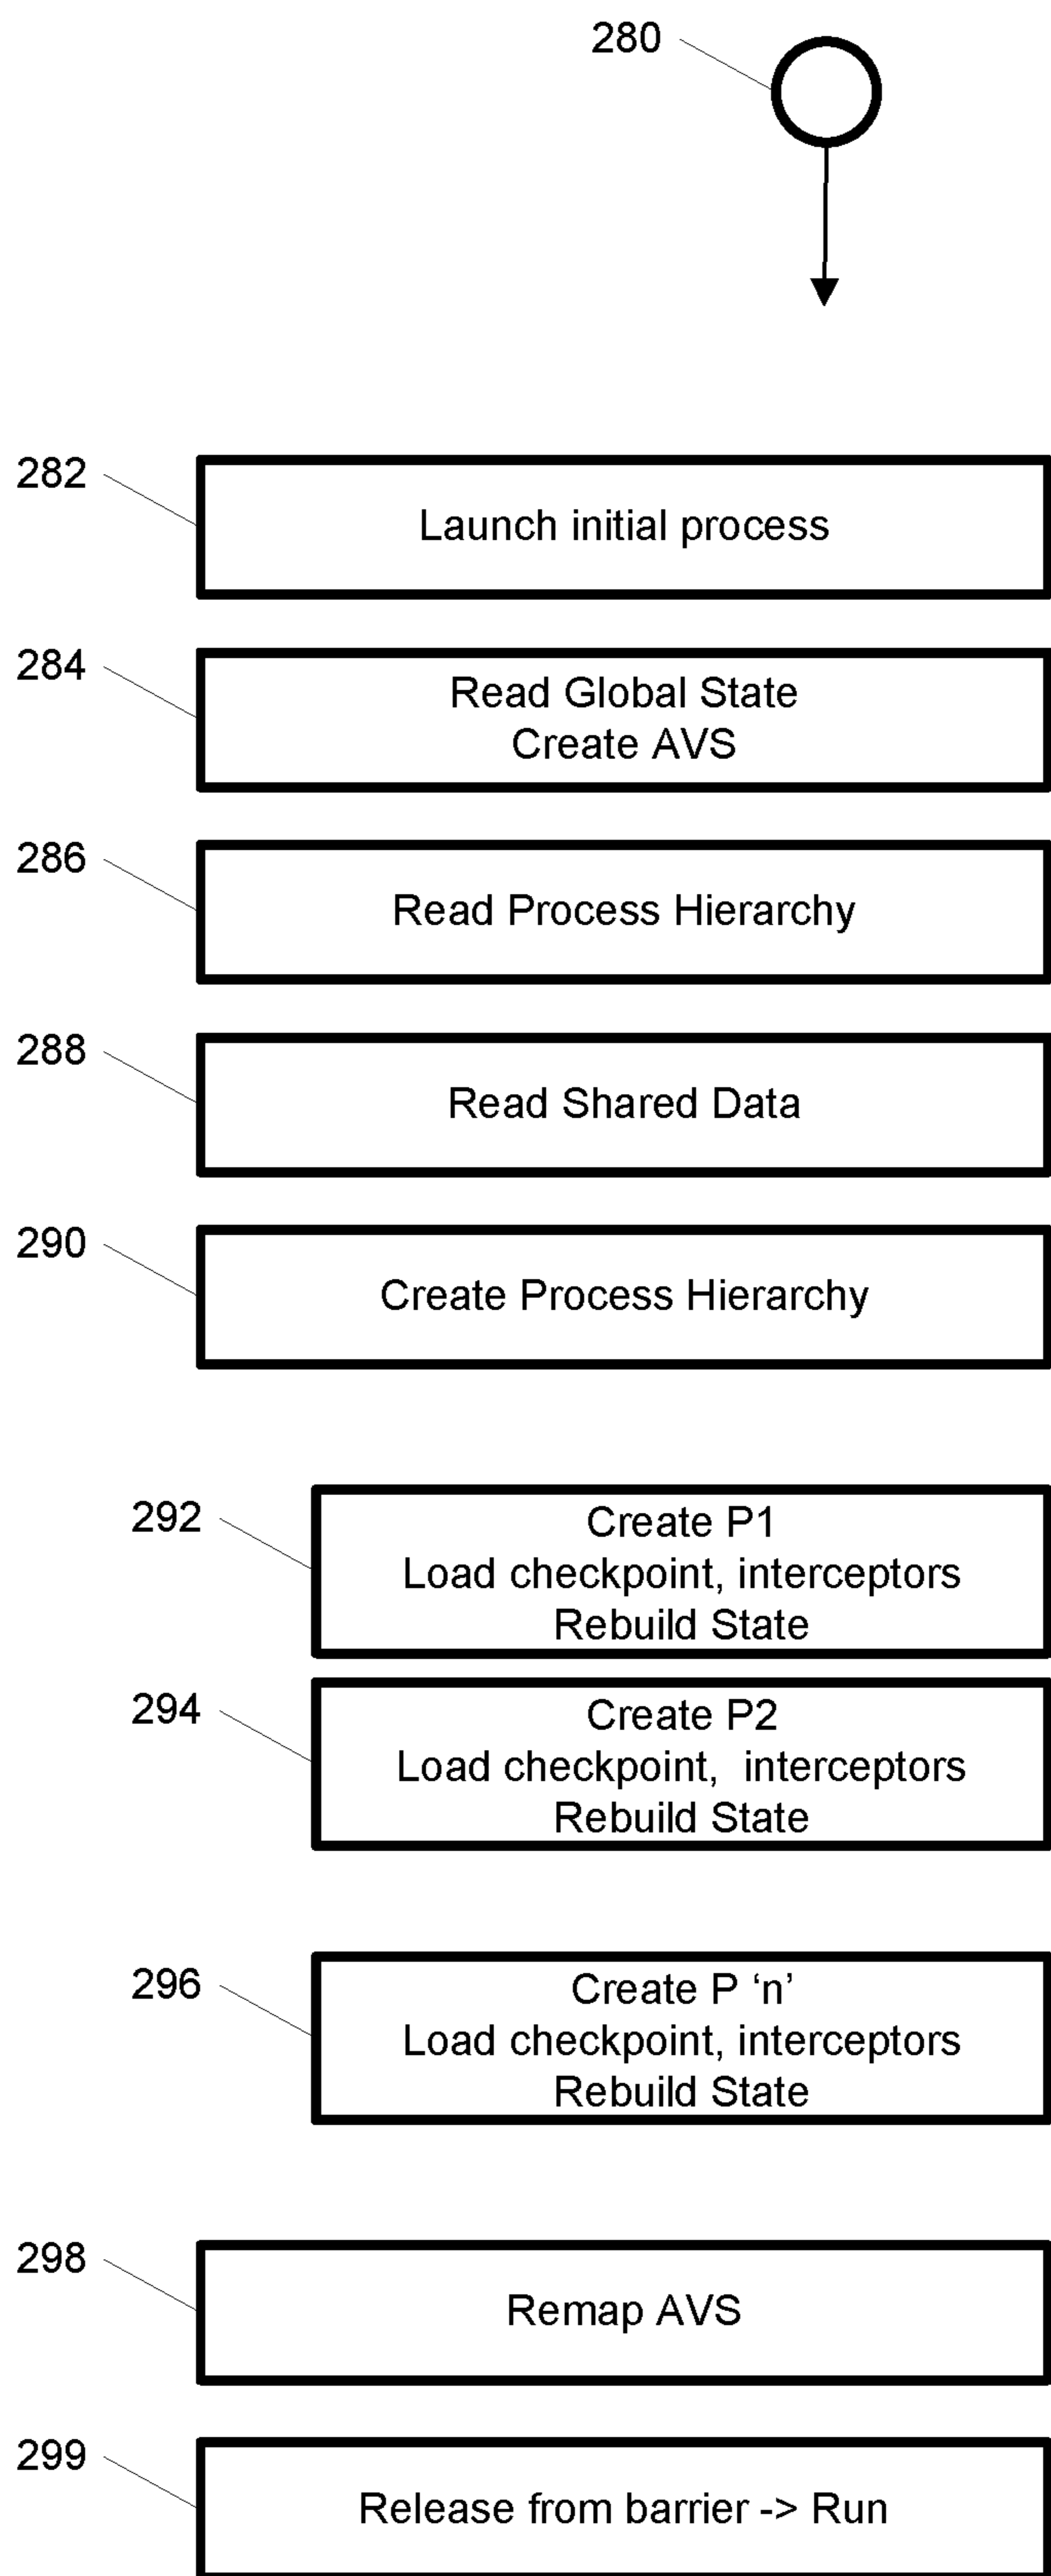 280
282
Launch initial process
284
Read Global State
Create AVS
286
Read Process Hierarchy
288
Read Shared Data
290
Create Process Hierarchy
292
Create P1
Load checkpoint, interceptors
Rebuild State
294
Create P2
Load checkpoint,  interceptors
Rebuild State
296
Create P ‘n’
Load checkpoint, interceptors
Rebuild State
298
Remap AVS
299
Release from barrier -> Run